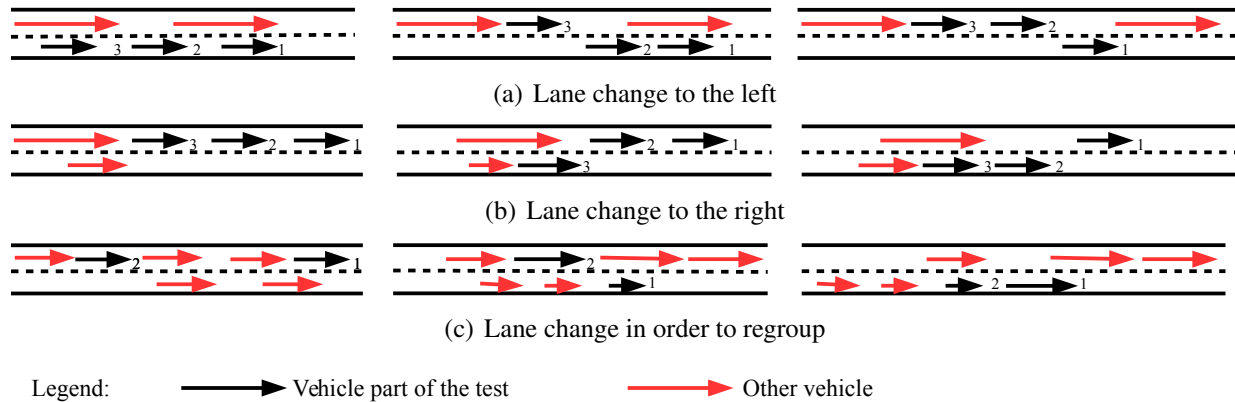 3 2 1
3 2 1
3 2 1
(a) Lane change to the left
3 2 1
3 2 1
3 2 1
(b) Lane change to the right
2 1
2 1
2 1
(c) Lane change in order to regroup
Legend: Vehicle part of the test Other vehicle